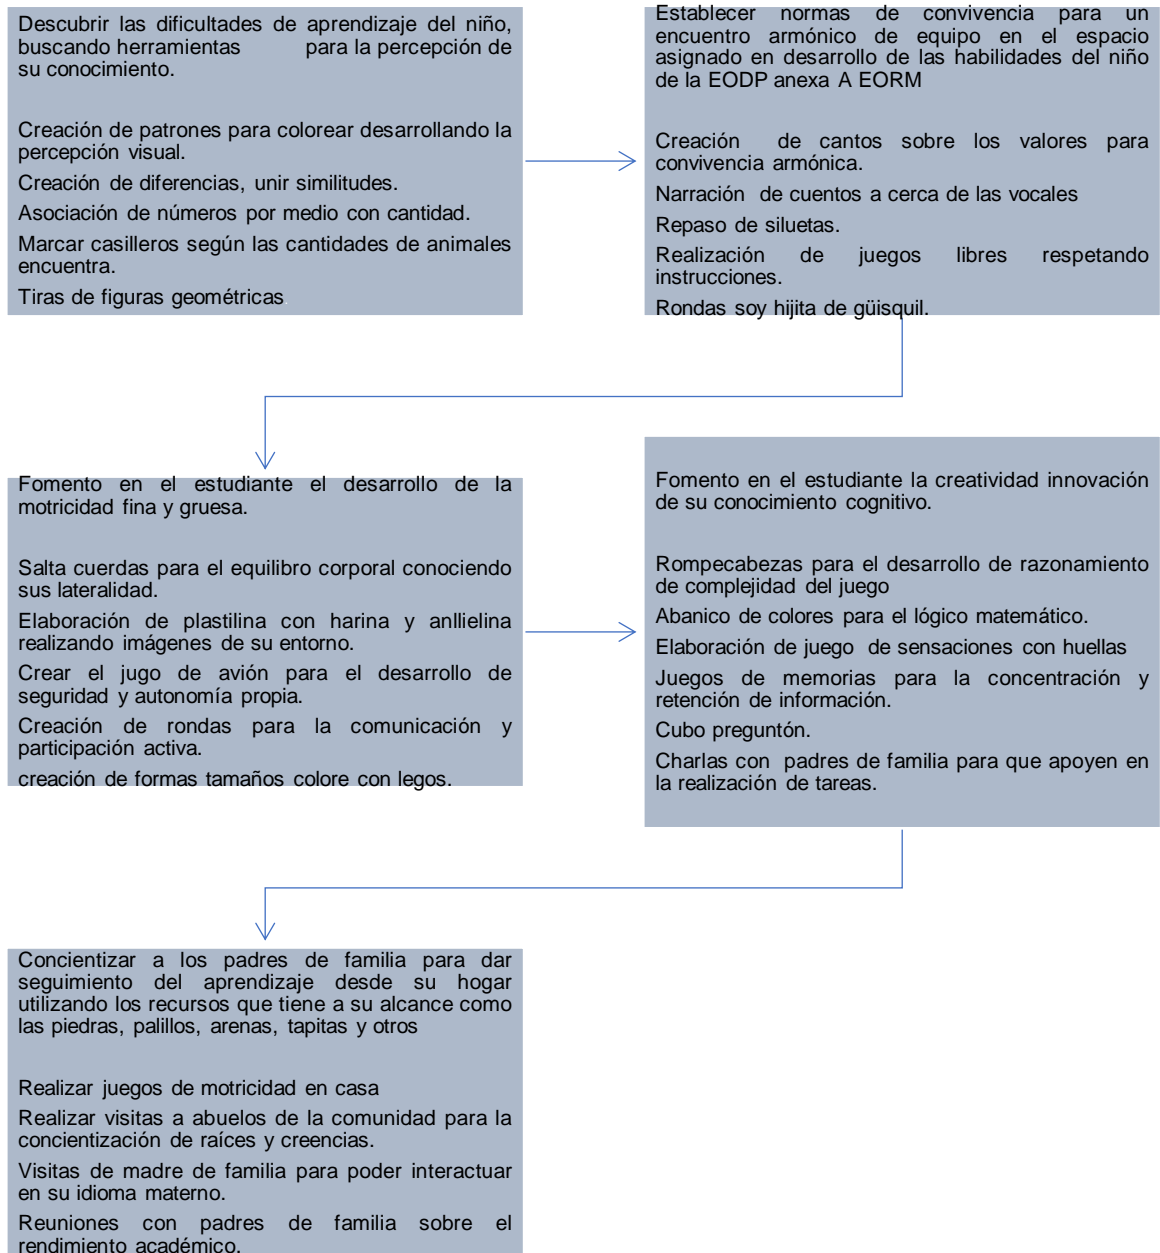 Descubrir las dificultades de aprendizaje del niño,
buscando herramientas para la percepción de
su conocimiento.
Creación de patrones para colorear desarrollando la
percepción visual.
Creación de diferencias, unir similitudes.
Asociación de números por medio con cantidad.
Marcar casilleros según las cantidades de animales
encuentra.
Tiras de figuras geométricas.
Establecer normas de convivencia para un
encuentro armónico de equipo en el espacio
asignado en desarrollo de las habilidades del niño
de la EODP anexa A EORM
Creación de cantos sobre los valores para
convivencia armónica.
Narración de cuentos a cerca de las vocales
Repaso de siluetas.
Realización de juegos libres respetando
instrucciones.
Rondas soy hijita de güisquil.
Fomento en el estudiante el desarrollo de la
motricidad fina y gruesa.
Salta cuerdas para el equilibro corporal conociendo
sus lateralidad.
Elaboración de plastilina con harina y anllielina
realizando imágenes de su entorno.
Crear el jugo de avión para el desarrollo de
seguridad y autonomía propia.
Creación de rondas para la comunicación y
participación activa.
creación de formas tamaños colore con legos.
Fomento en el estudiante la creatividad innovación
de su conocimiento cognitivo.
Rompecabezas para el desarrollo de razonamiento
de complejidad del juego
Abanico de colores para el lógico matemático.
Elaboración de juego de sensaciones con huellas
Juegos de memorias para la concentración y
retención de información.
Cubo preguntón.
Charlas con padres de familia para que apoyen en
la realización de tareas.
Concientizar a los padres de familia para dar
seguimiento del aprendizaje desde su hogar
utilizando los recursos que tiene a su alcance como
las piedras, palillos, arenas, tapitas y otros
Realizar juegos de motricidad en casa
Realizar visitas a abuelos de la comunidad para la
concientización de raíces y creencias.
Visitas de madre de familia para poder interactuar
en su idioma materno.
Reuniones con padres de familia sobre el
rendimiento académico.